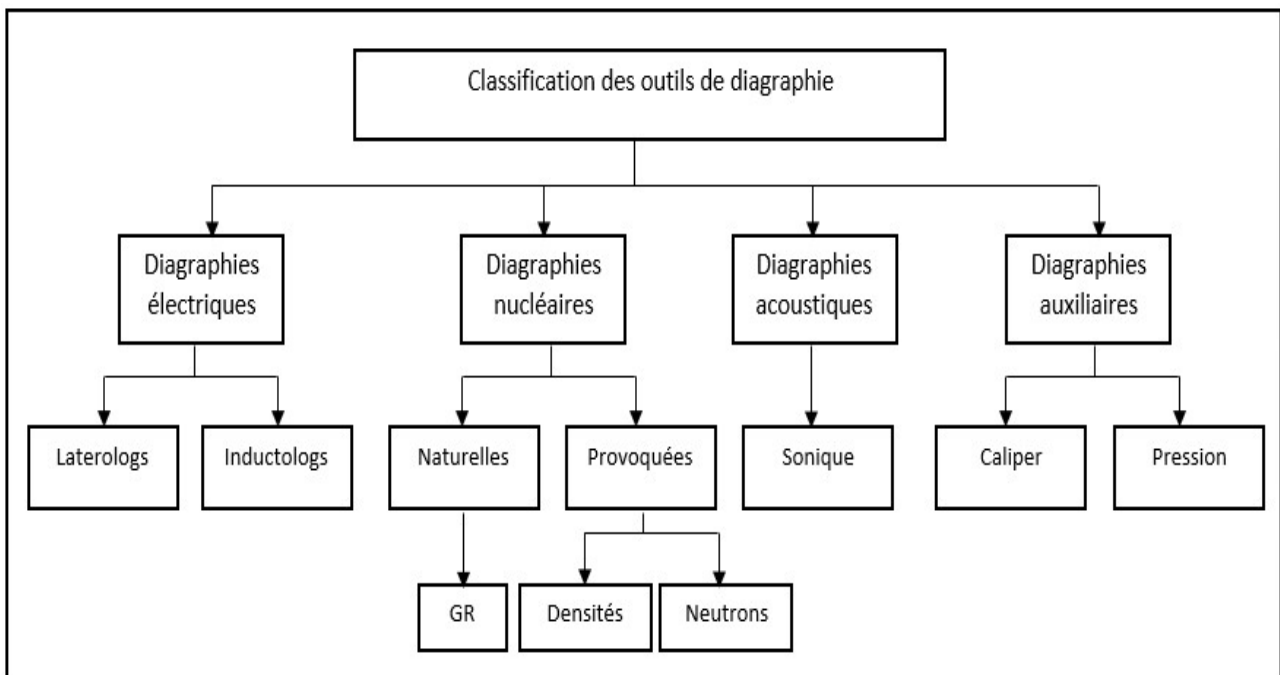 Classification des outils de diagraphie
Diagraphies
électriques
Diagraphies
nucléaires
Diagraphies
acoustiques
Diagraphies
auxiliaires
Laterologs
Inductologs
Naturelles
Provoquées
Sonique
Caliper
Pression
GR
Densités
Neutrons